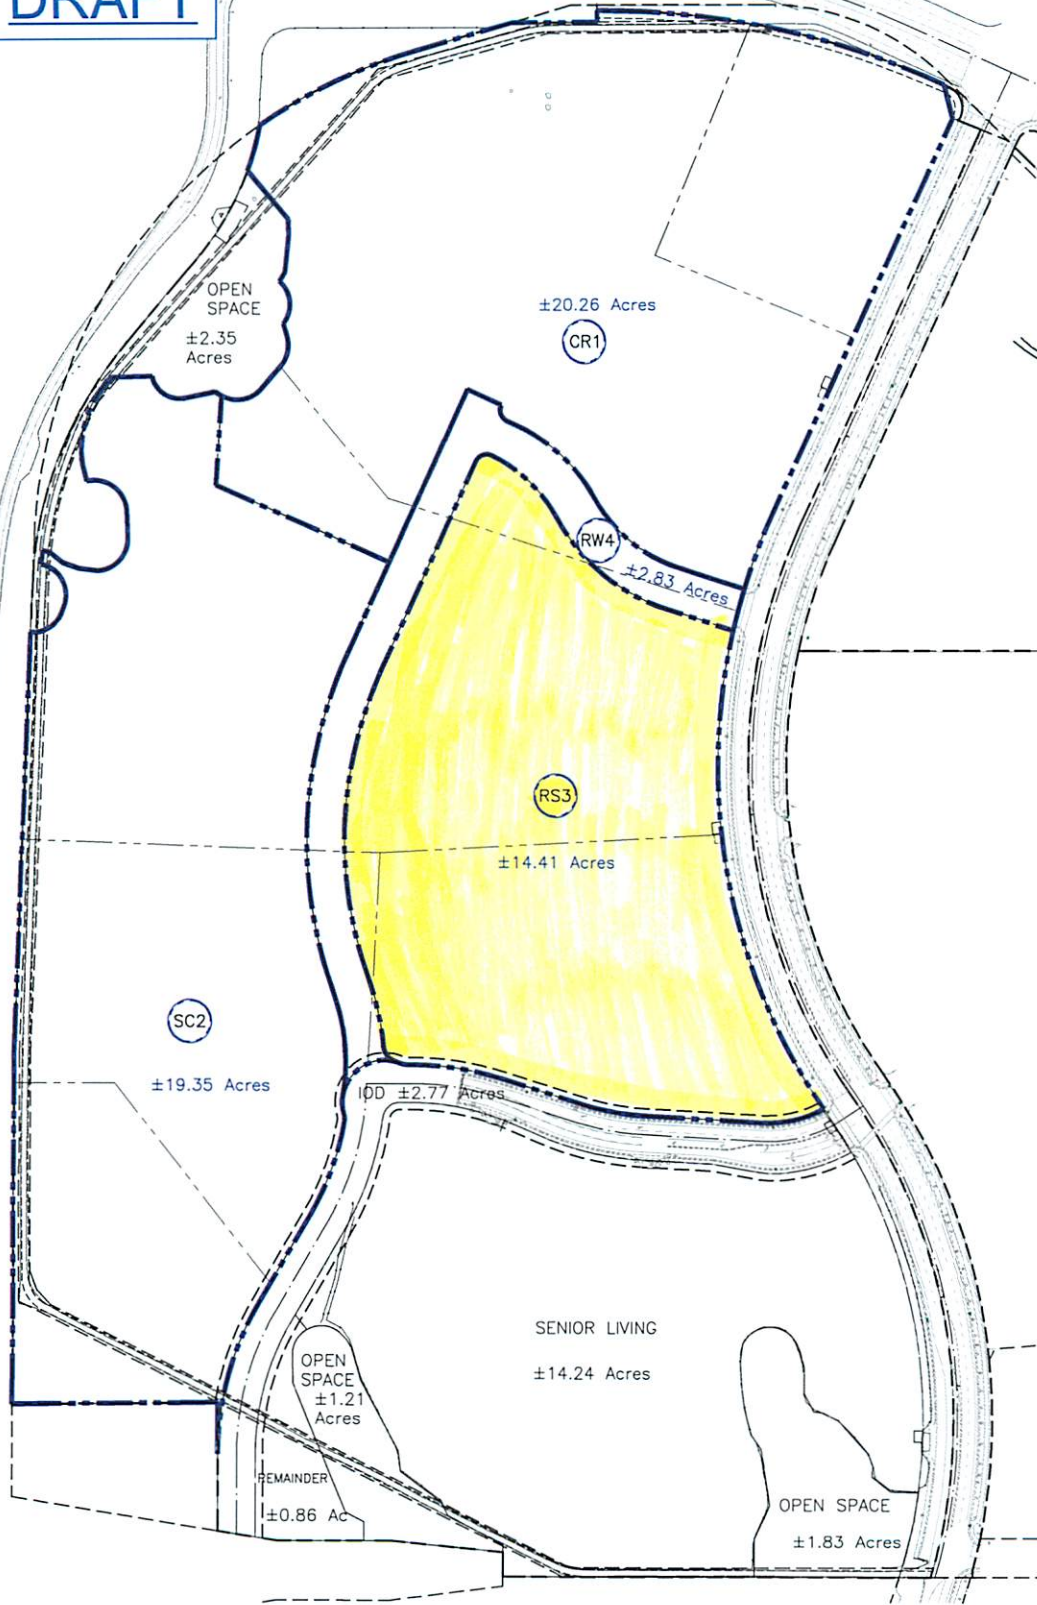 DRAFT
OPEN
SPACE
±2.35
Acres
±20.26 Acres
CR1
RW4
±2.83 Acres
RS3
±14.41 Acres
SC2
±19.35 Acres
IOD ±2.77 Acres
SENIOR LIVING
±14.24 Acres
OPEN
SPACE
±1.21
Acres
REMAINDER
±0.86 Ac
OPEN SPACE
±1.83 Acres